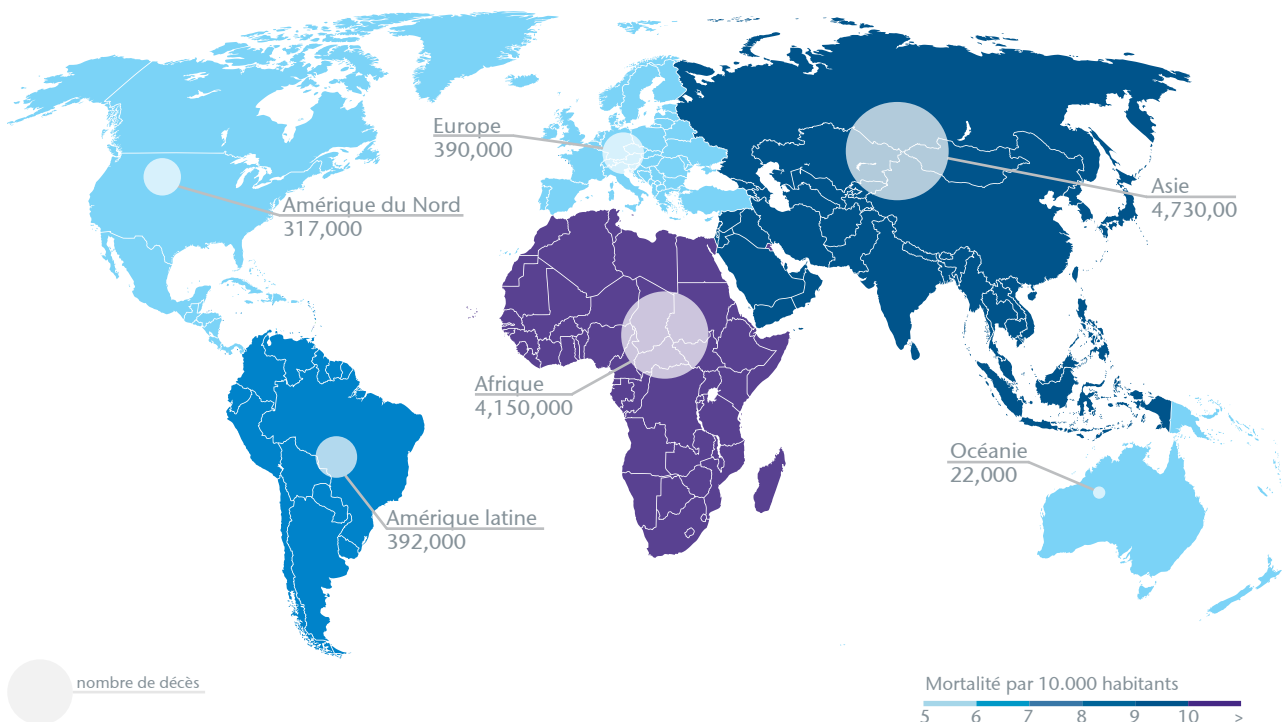 Europe
390,000
Amérique du Nord
317,000
Asie
4,730,00
Afrique
4,150,000
Océanie
22,000
Amérique latine
392,000
nombre de décès
Mortalité par 10.000 habitants
5 6 7 8 9 10 >